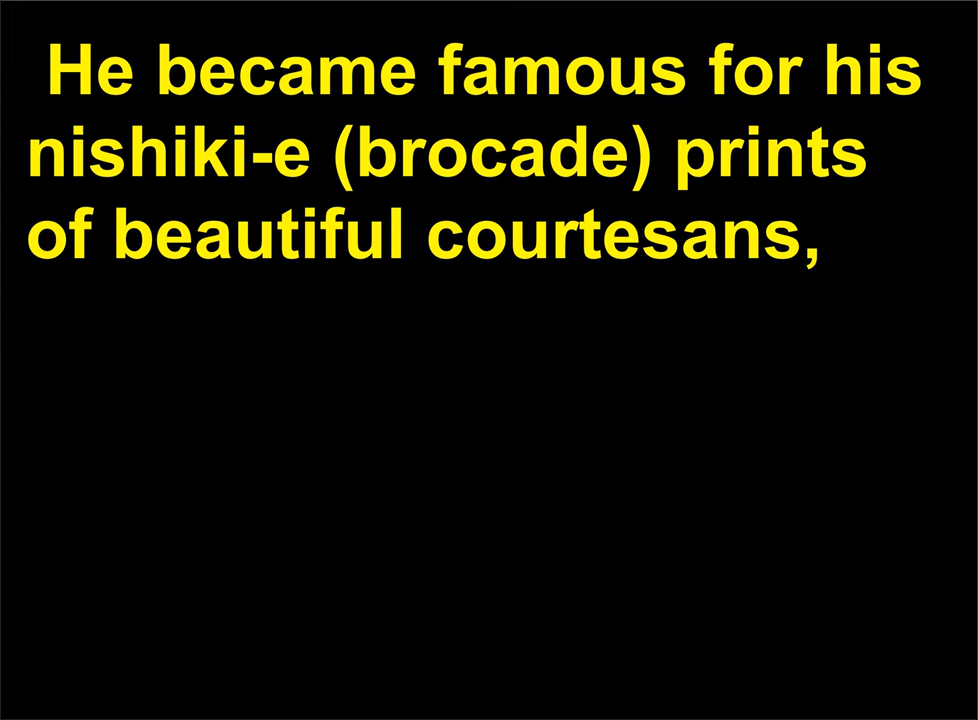 He became famous for his
nishiki-e (brocade) prints
of beautiful courtesans,